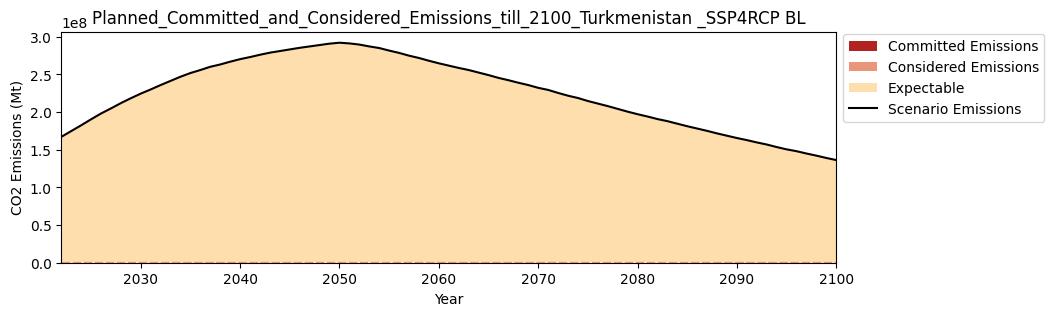 Planned_Committed_and_Considered_Emissions_till_2100_Turkmenistan _SSP4RCP BL
1e8
3.0
2.5
2.0
1.5
1.0
0.5
0.0
CO2 Emissions (Mt)
2030 2040 2050 2060 2070 2080 2090 2100
Year
Committed Emissions
Considered Emissions
Expectable
Scenario Emissions